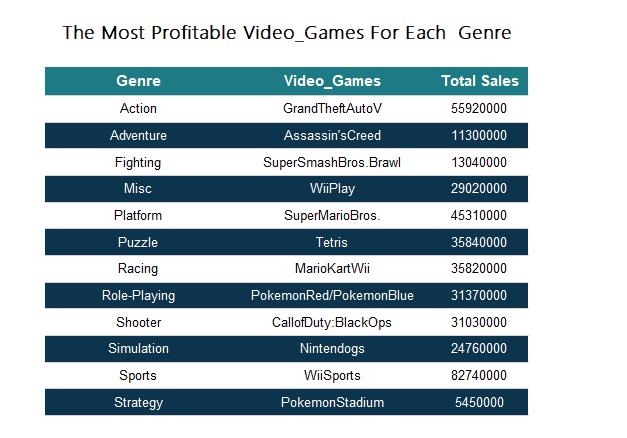 The Most Profitable Video_Games For Each Genre
Genre Video_Games Total Sales
Action GrandTheftAutoV 55920000
Adventure Assassin'sCreed 11300000
Fighting SuperSmashBros.Brawl 13040000
Misc WiiPlay 29020000
Platform SuperMarioBros. 45310000
Puzzle Tetris 35840000
Racing MarioKartWii 35820000
Role-Playing PokemonRed/PokemonBlue 31370000
Shooter CallofDuty:BlackOps 31030000
Simulation Nintendogs 24760000
Sports WiiSports 82740000
Strategy PokemonStadium 5450000